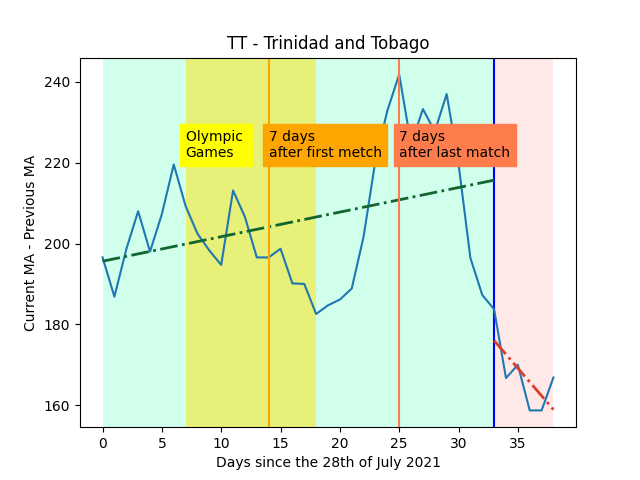 TT - Trinidad and Tobago
Current MA - Previous MA
240
220
200
180
160
Olympic
Games
7 days
after first metch
7 days
after last match
0
5
10
15
20
25
30
35
Days since the 28th of July 2021